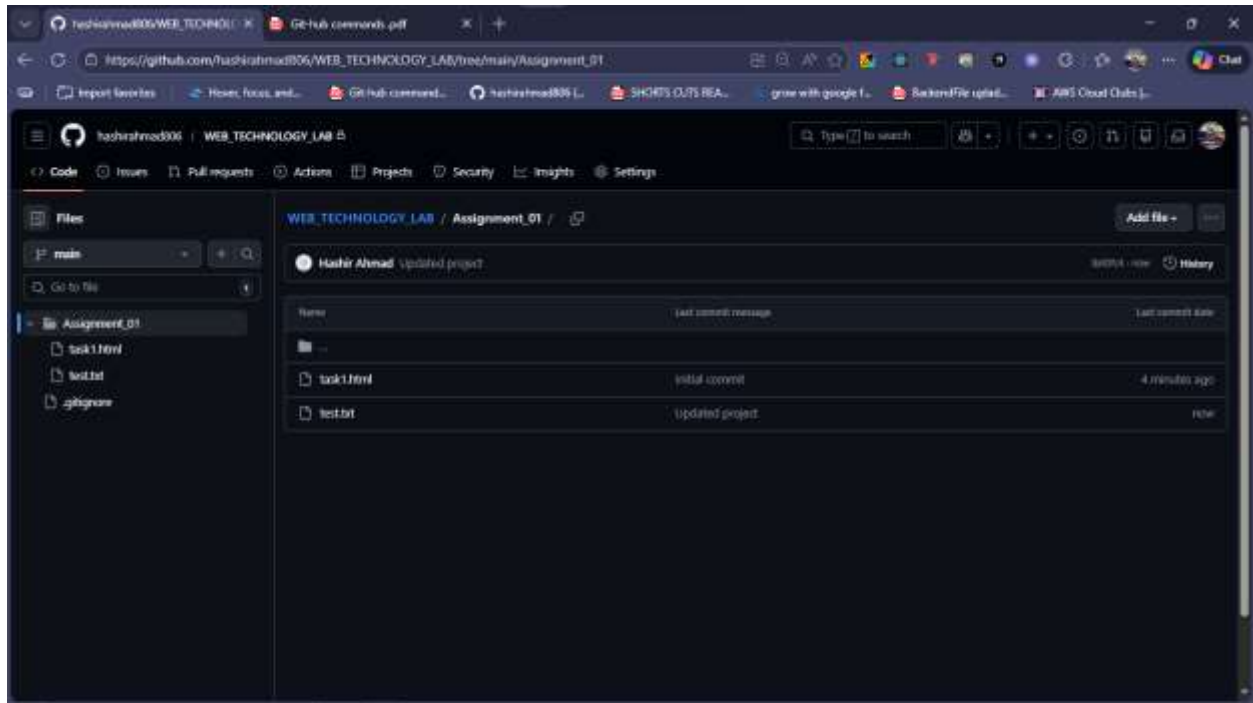 Git-hub commands.pdf
https://github.com/hashirahmad806/WEB_TECHNOLOGY_LAB/tree/main/Assignment_01
Chat
Import favorites
Hover, focus, and...
Git-hub command...
hashirahmad806 (...
SHORTS CUTS REA...
grow with google f...
BackendFile uplad...
AWS Cloud Clubs |...
hashirahmad806 / WEB_TECHNOLOGY_LAB
Type / to search
Code Issues Pull requests Actions Projects Security Insights Settings
Files
WEB_TECHNOLOGY_LAB / Assignment_01 /
Add file
main
Hashir Ahmad Updated project
now
History
Go to file
Name Last commit message Last commit date
Assignment_01
..
task1.html
test.txt
.gitignore
task1.html Initial commit 4 minutes ago
test.txt Updated project now